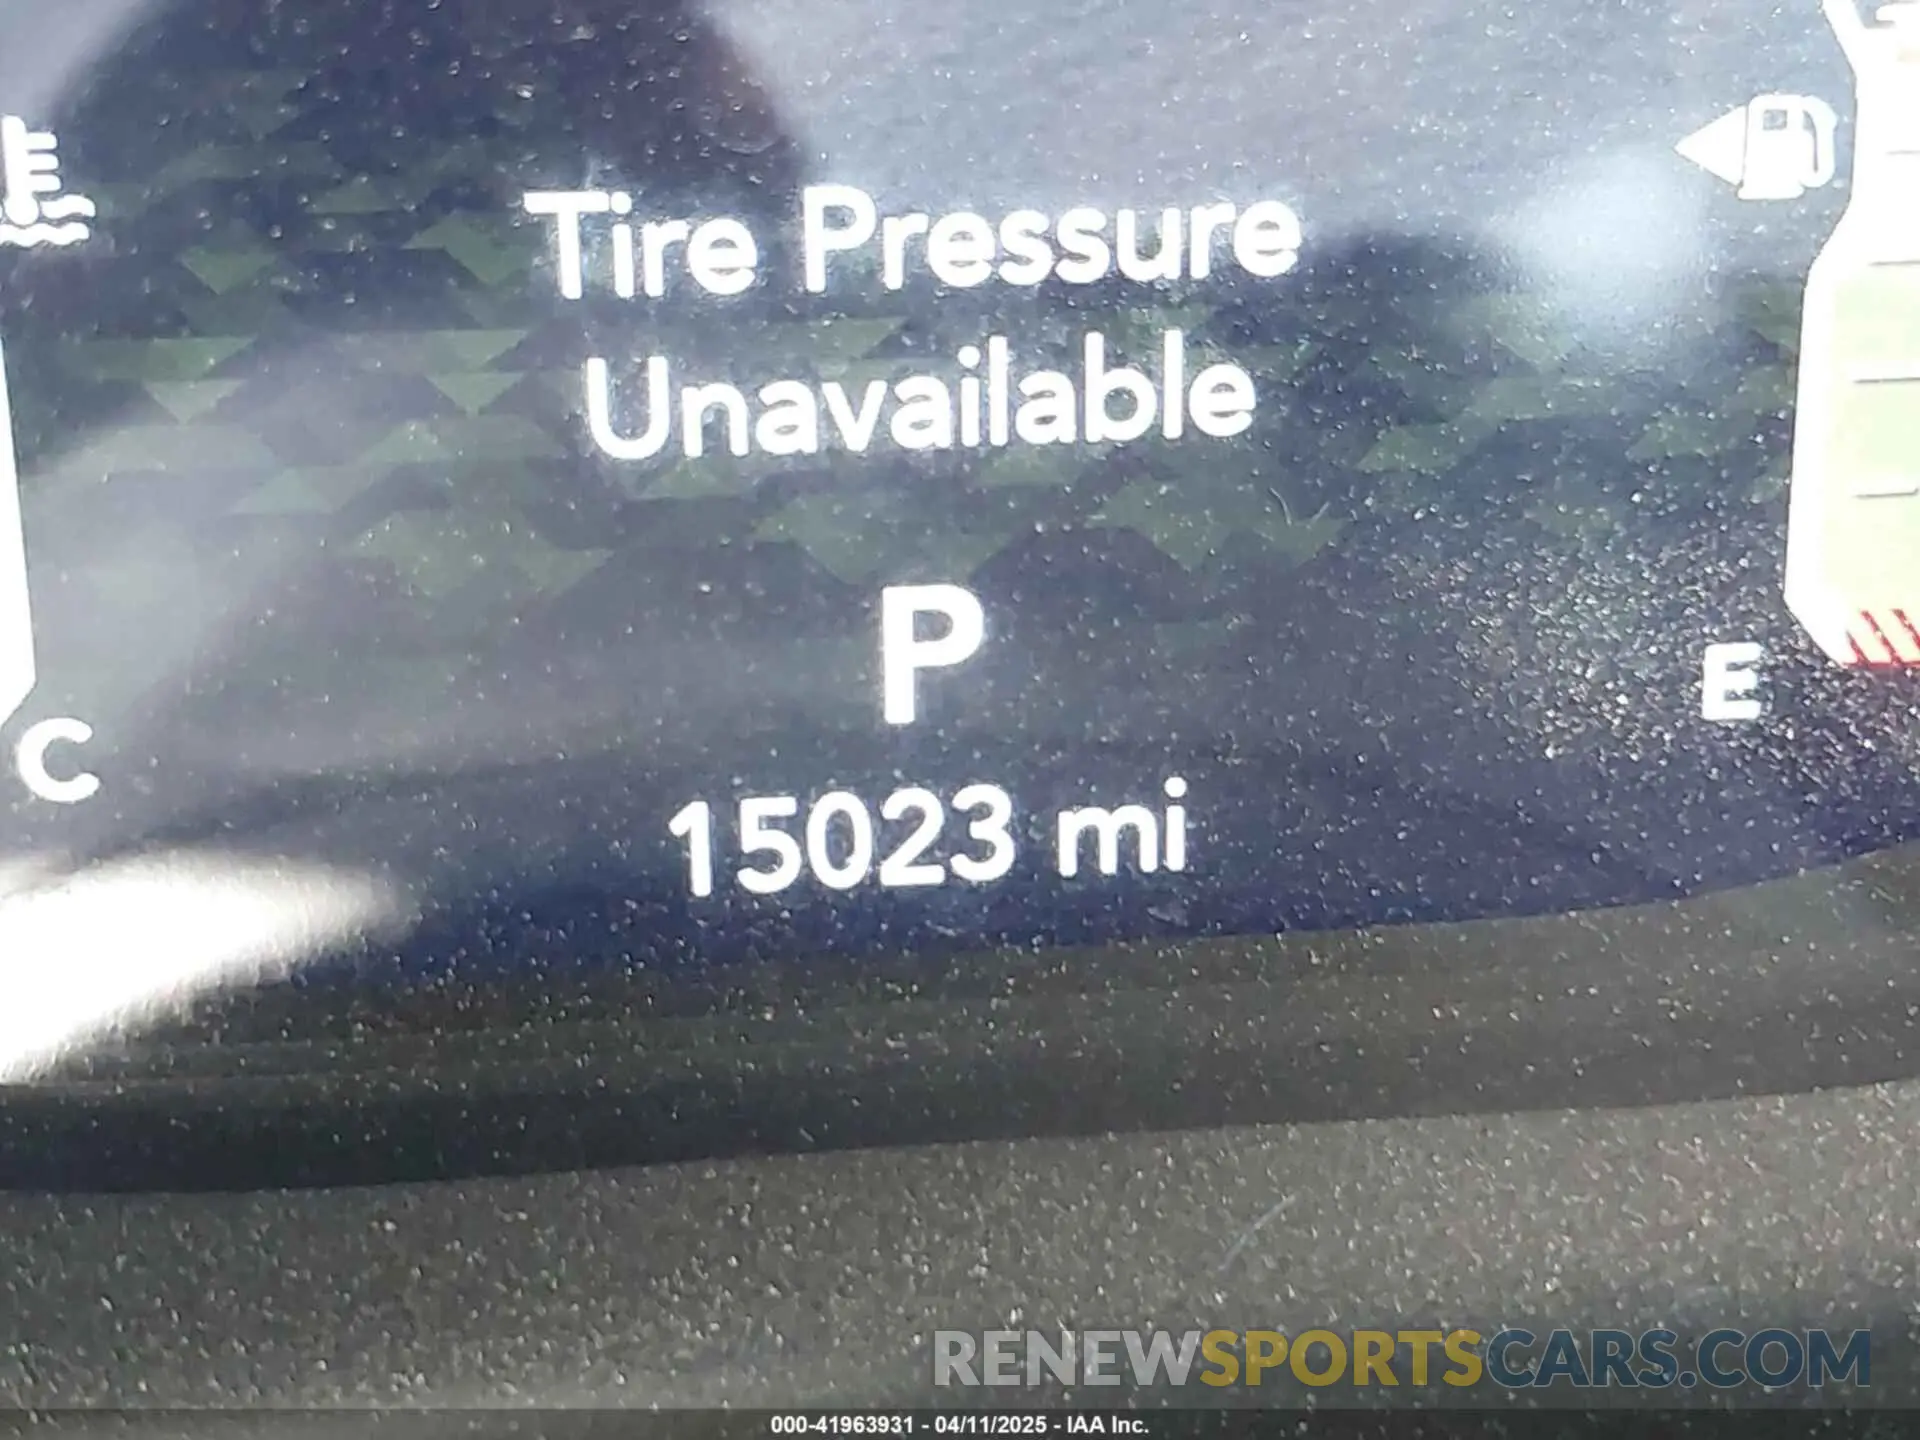 Tire Pressure
Unavailable
P
E
C
15023 mi
RENEWSPORTSCARS.COM
000-41963931 - 04/11/2025 - IAA Inc.